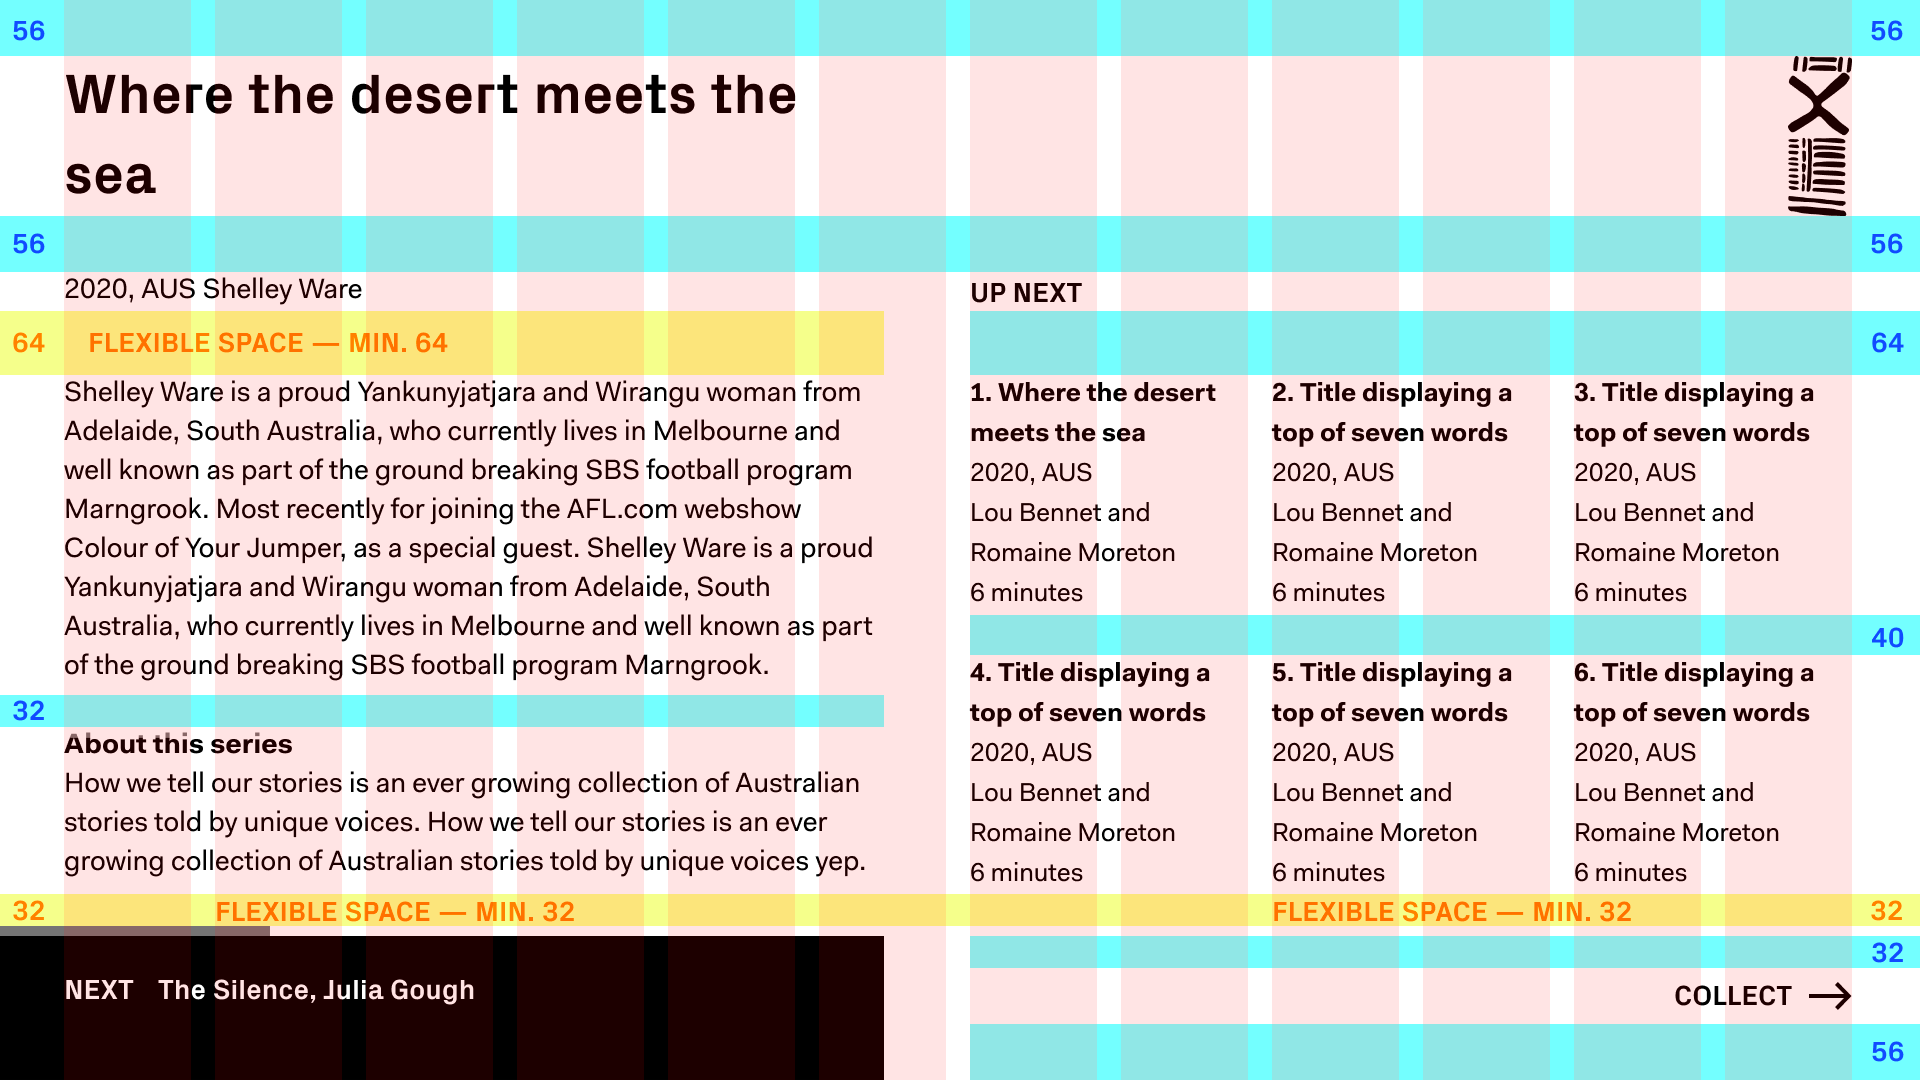 56
56
Where the desert meets the
sea
56
56
2020, AUS Shelley Ware
64
FLEXIBLE SPACE — MIN. 64
Shelley Ware is a proud Yankunyjatjara and Wirangu woman from
Adelaide, South Australia, who currently lives in Melbourne and
well known as part of the ground breaking SBS football program
Marngrook. Most recently for joining the AFL.com webshow
Colour of Your Jumper, as a special guest. Shelley Ware is a proud
Yankunyjatjara and Wirangu woman from Adelaide, South
Australia, who currently lives in Melbourne and well known as part
of the ground breaking SBS football program Marngrook.
32
About this series
How we tell our stories is an ever growing collection of Australian
stories told by unique voices. How we tell our stories is an ever
growing collection of Australian stories told by unique voices yep.
32
FLEXIBLE SPACE — MIN. 32
NEXT The Silence, Julia Gough
UP NEXT
64
1. Where the desert
meets the sea
2020, AUS
Lou Bennet and
Romaine Moreton
6 minutes
2. Title displaying a
top of seven words
2020, AUS
Lou Bennet and
Romaine Moreton
6 minutes
3. Title displaying a
top of seven words
2020, AUS
Lou Bennet and
Romaine Moreton
6 minutes
40
4. Title displaying a
top of seven words
2020, AUS
Lou Bennet and
Romaine Moreton
6 minutes
5. Title displaying a
top of seven words
2020, AUS
Lou Bennet and
Romaine Moreton
6 minutes
6. Title displaying a
top of seven words
2020, AUS
Lou Bennet and
Romaine Moreton
6 minutes
FLEXIBLE SPACE — MIN. 32
32
32
COLLECT →
56